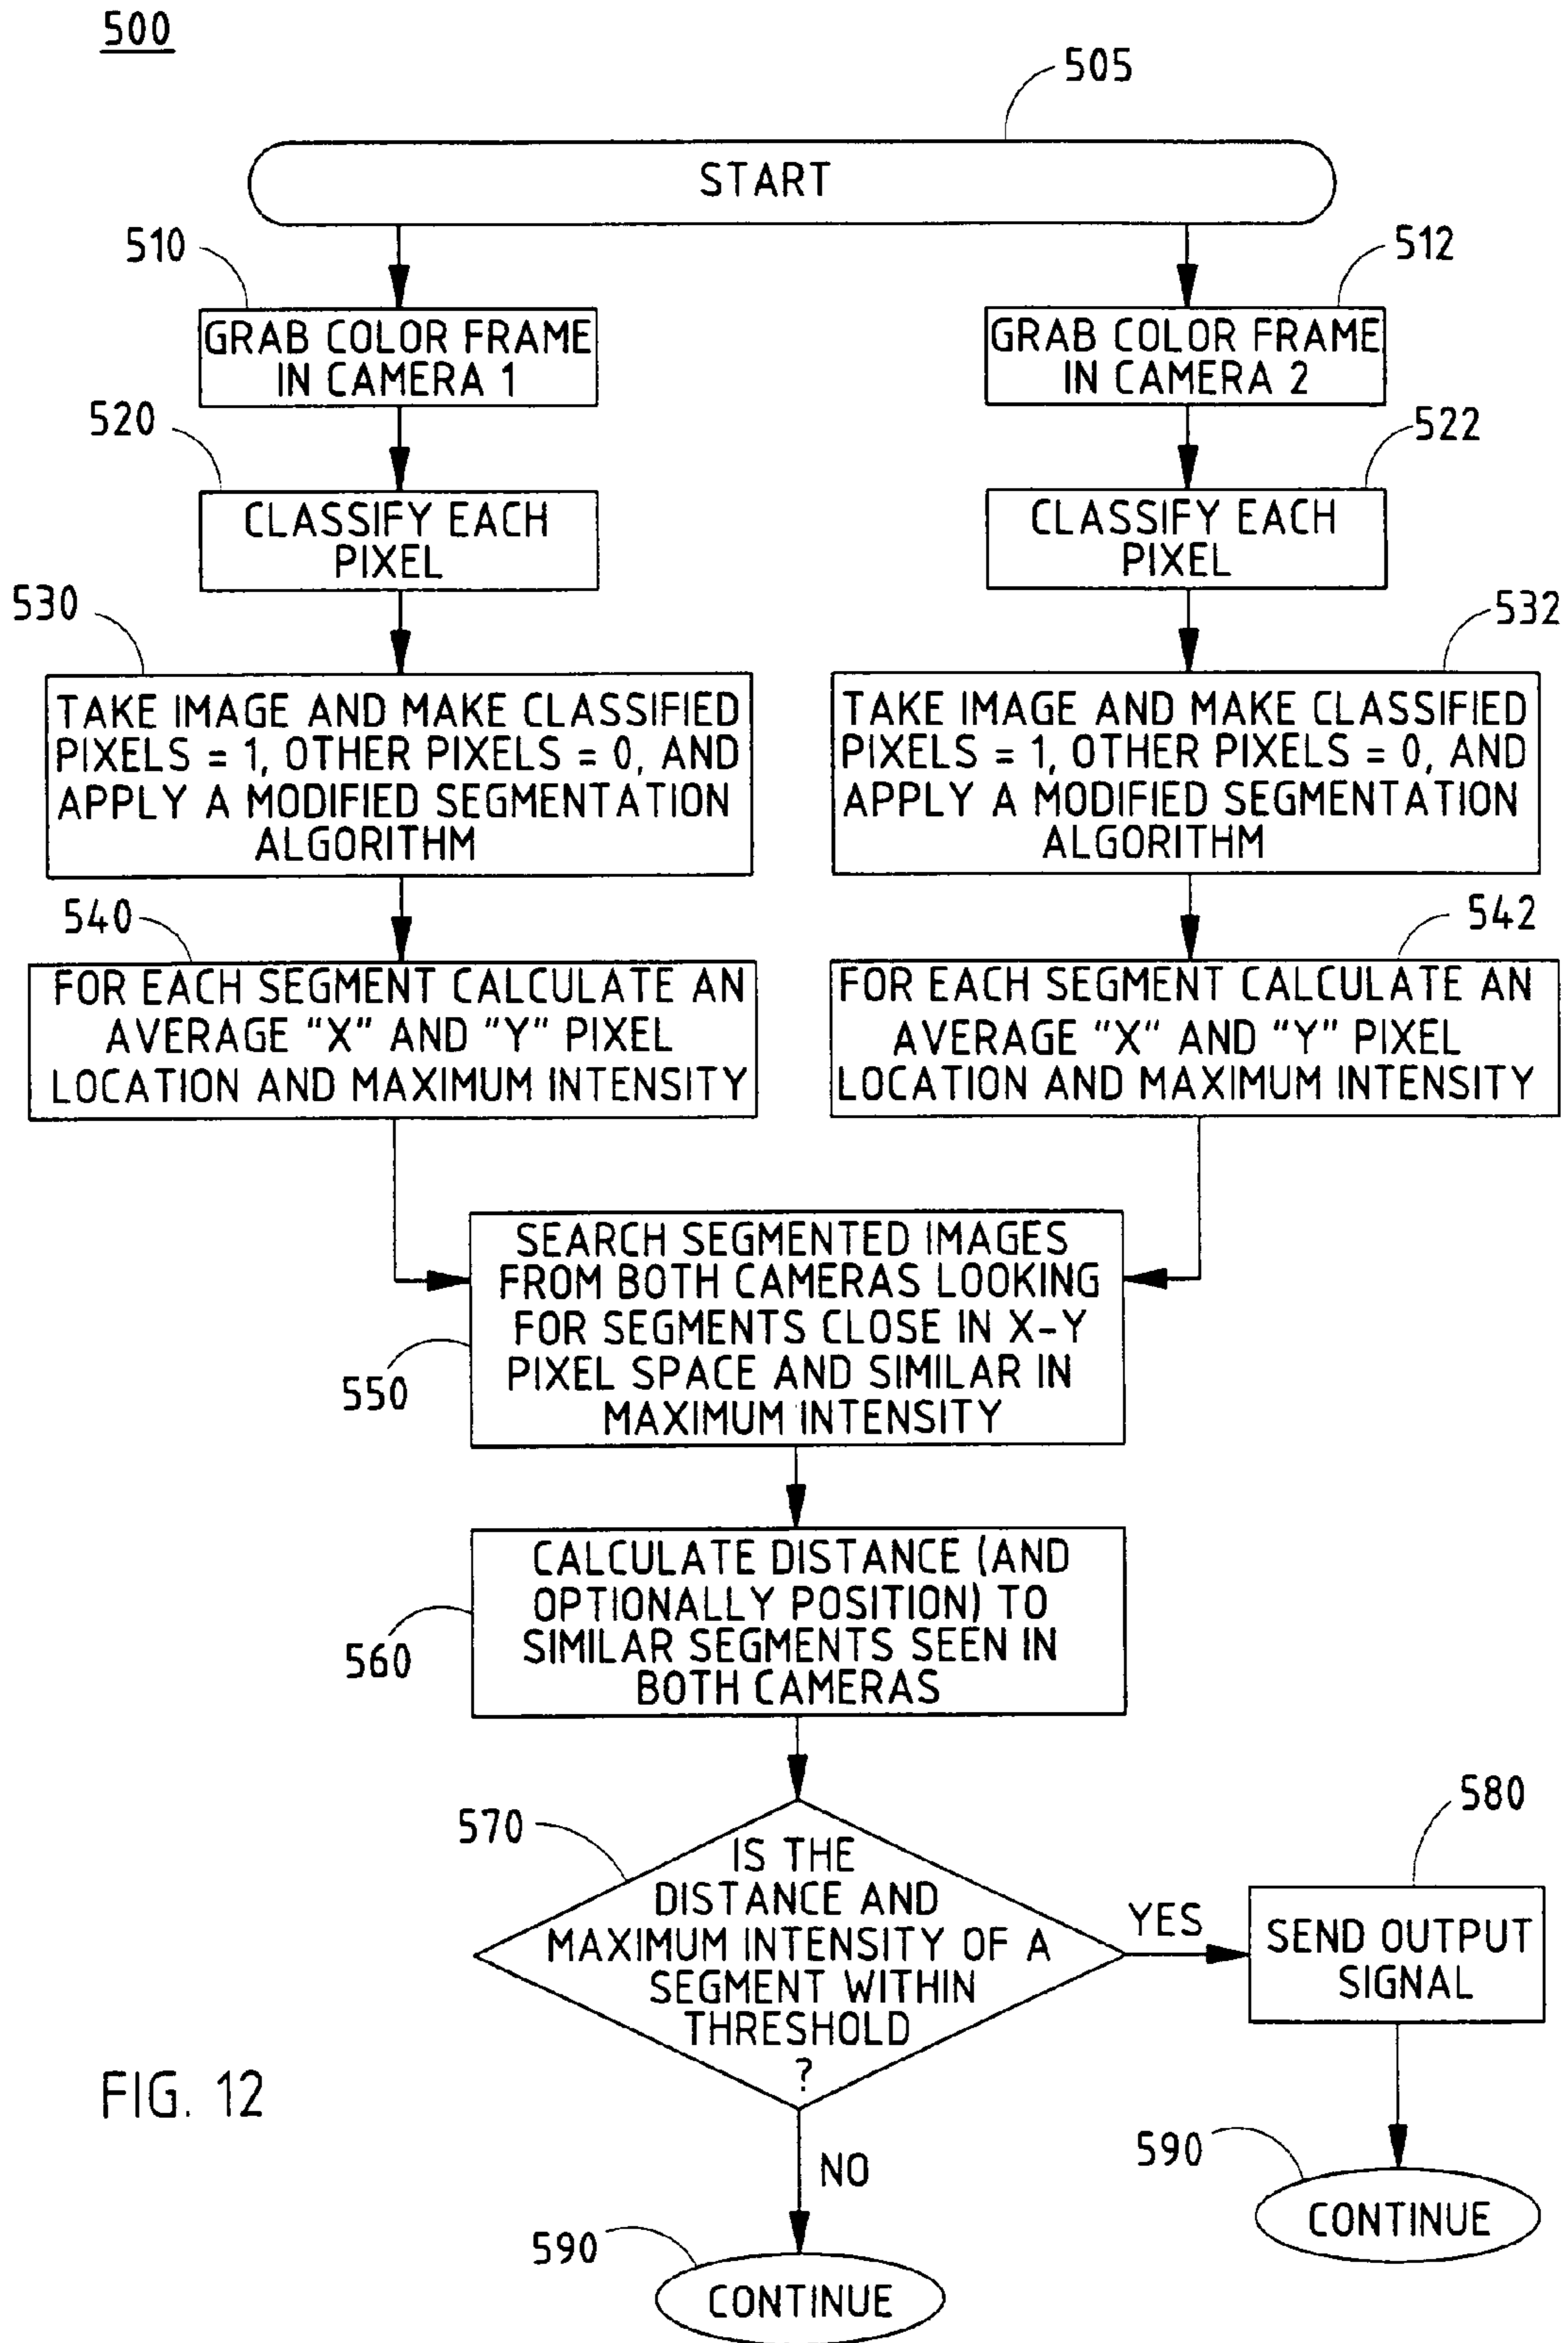 500
505
START
510
512
GRAB COLOR FRAME
IN CAMERA 1
GRAB COLOR FRAME
IN CAMERA 2
520
522
CLASSIFY EACH
PIXEL
CLASSIFY EACH
PIXEL
530
532
TAKE IMAGE AND MAKE CLASSIFIED
PIXELS = 1, OTHER PIXELS = 0, AND
APPLY A MODIFIED SEGMENTATION
ALGORITHM
TAKE IMAGE AND MAKE CLASSIFIED
PIXELS = 1, OTHER PIXELS = 0, AND
APPLY A MODIFIED SEGMENTATION
ALGORITHM
540
542
FOR EACH SEGMENT CALCULATE AN
AVERAGE "X" AND "Y" PIXEL
LOCATION AND MAXIMUM INTENSITY
FOR EACH SEGMENT CALCULATE AN
AVERAGE "X" AND "Y" PIXEL
LOCATION AND MAXIMUM INTENSITY
SEARCH SEGMENTED IMAGES
FROM BOTH CAMERAS LOOKING
FOR SEGMENTS CLOSE IN X-Y
PIXEL SPACE AND SIMILAR IN
MAXIMUM INTENSITY
550
CALCULATE DISTANCE (AND
OPTIONALLY POSITION) TO
SIMILAR SEGMENTS SEEN IN
BOTH CAMERAS
560
570
IS THE
DISTANCE AND
MAXIMUM INTENSITY OF A
SEGMENT WITHIN
THRESHOLD
?
YES
580
SEND OUTPUT
SIGNAL
NO
590
CONTINUE
590
CONTINUE
FIG. 12